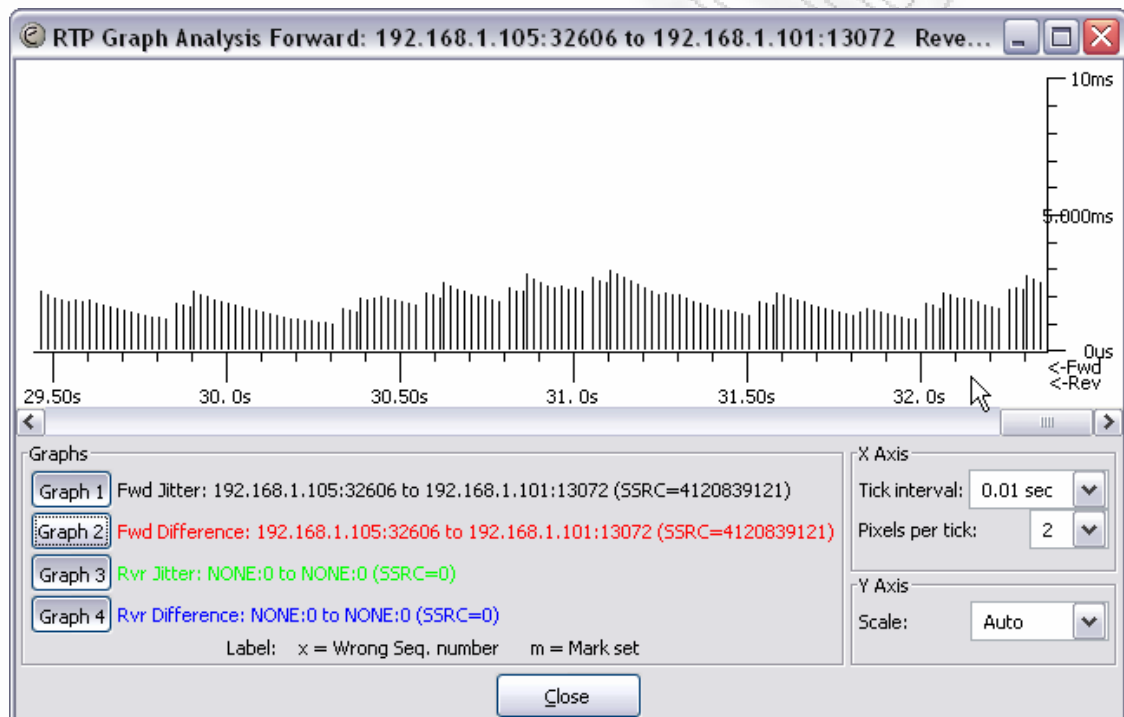 RTP Graph Analysis Forward: 192.168.1.105:32606 to 192.168.1.101:13072 Reve...
10ms
5.000ms
0us
<-Fwd
<-Rev
29.50s 30. 0s 30.50s 31. 0s 31.50s 32. 0s
Graphs
Graph 1 Fwd Jitter: 192.168.1.105:32606 to 192.168.1.101:13072 (SSRC=4120839121)
Graph 2 Fwd Difference: 192.168.1.105:32606 to 192.168.1.101:13072 (SSRC=4120839121)
Graph 3 Rvr Jitter: NONE:0 to NONE:0 (SSRC=0)
Graph 4 Rvr Difference: NONE:0 to NONE:0 (SSRC=0)
Label: x = Wrong Seq. number m = Mark set
X Axis
Tick interval: 0.01 sec
Pixels per tick: 2
Y Axis
Scale: Auto
Close